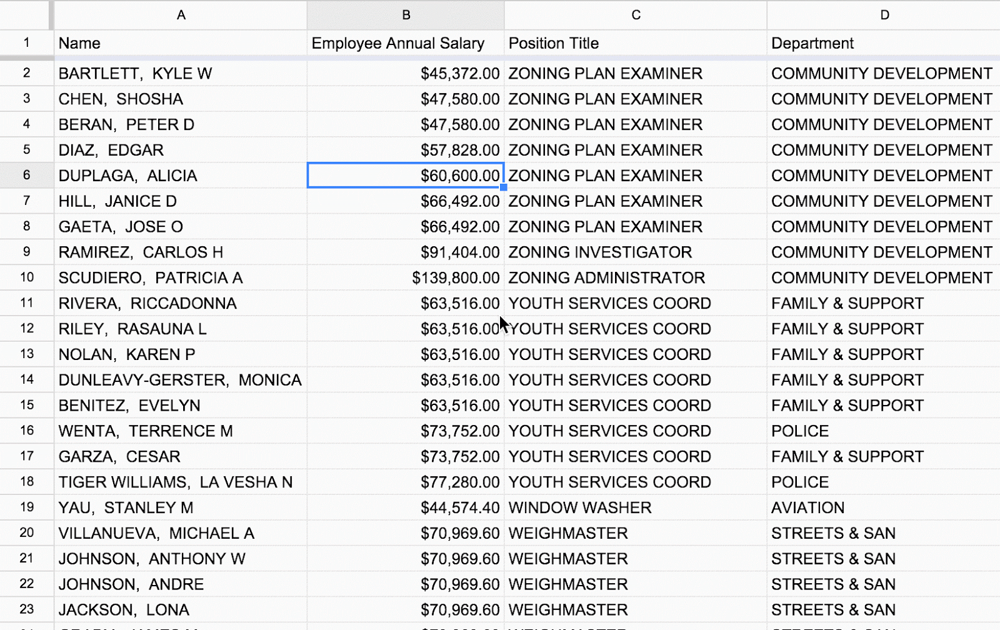 A B C D
1 Name Employee Annual Salary Position Title Department
2 BARTLETT, KYLE W $45,372.00 ZONING PLAN EXAMINER COMMUNITY DEVELOPMENT
3 CHEN, SHOSHA $47,580.00 ZONING PLAN EXAMINER COMMUNITY DEVELOPMENT
4 BERAN, PETER D $47,580.00 ZONING PLAN EXAMINER COMMUNITY DEVELOPMENT
5 DIAZ, EDGAR $57,828.00 ZONING PLAN EXAMINER COMMUNITY DEVELOPMENT
6 DUPLAGA, ALICIA $60,600.00 ZONING PLAN EXAMINER COMMUNITY DEVELOPMENT
7 HILL, JANICE D $66,492.00 ZONING PLAN EXAMINER COMMUNITY DEVELOPMENT
8 GAETA, JOSE O $66,492.00 ZONING PLAN EXAMINER COMMUNITY DEVELOPMENT
9 RAMIREZ, CARLOS H $91,404.00 ZONING INVESTIGATOR COMMUNITY DEVELOPMENT
10 SCUDIERO, PATRICIA A $139,800.00 ZONING ADMINISTRATOR COMMUNITY DEVELOPMENT
11 RIVERA, RICCADONNA $63,516.00 YOUTH SERVICES COORD FAMILY & SUPPORT
12 RILEY, RASAUNA L $63,516.00 YOUTH SERVICES COORD FAMILY & SUPPORT
13 NOLAN, KAREN P $63,516.00 YOUTH SERVICES COORD FAMILY & SUPPORT
14 DUNLEAVY-GERSTER, MONICA $63,516.00 YOUTH SERVICES COORD FAMILY & SUPPORT
15 BENITEZ, EVELYN $63,516.00 YOUTH SERVICES COORD FAMILY & SUPPORT
16 WENTA, TERRENCE M $73,752.00 YOUTH SERVICES COORD POLICE
17 GARZA, CESAR $73,752.00 YOUTH SERVICES COORD FAMILY & SUPPORT
18 TIGER WILLIAMS, LA VESHA N $77,280.00 YOUTH SERVICES COORD POLICE
19 YAU, STANLEY M $44,574.40 WINDOW WASHER AVIATION
20 VILLANUEVA, MICHAEL A $70,969.60 WEIGHMASTER STREETS & SAN
21 JOHNSON, ANTHONY W $70,969.60 WEIGHMASTER STREETS & SAN
22 JOHNSON, ANDRE $70,969.60 WEIGHMASTER STREETS & SAN
23 JACKSON, LONA $70,969.60 WEIGHMASTER STREETS & SAN